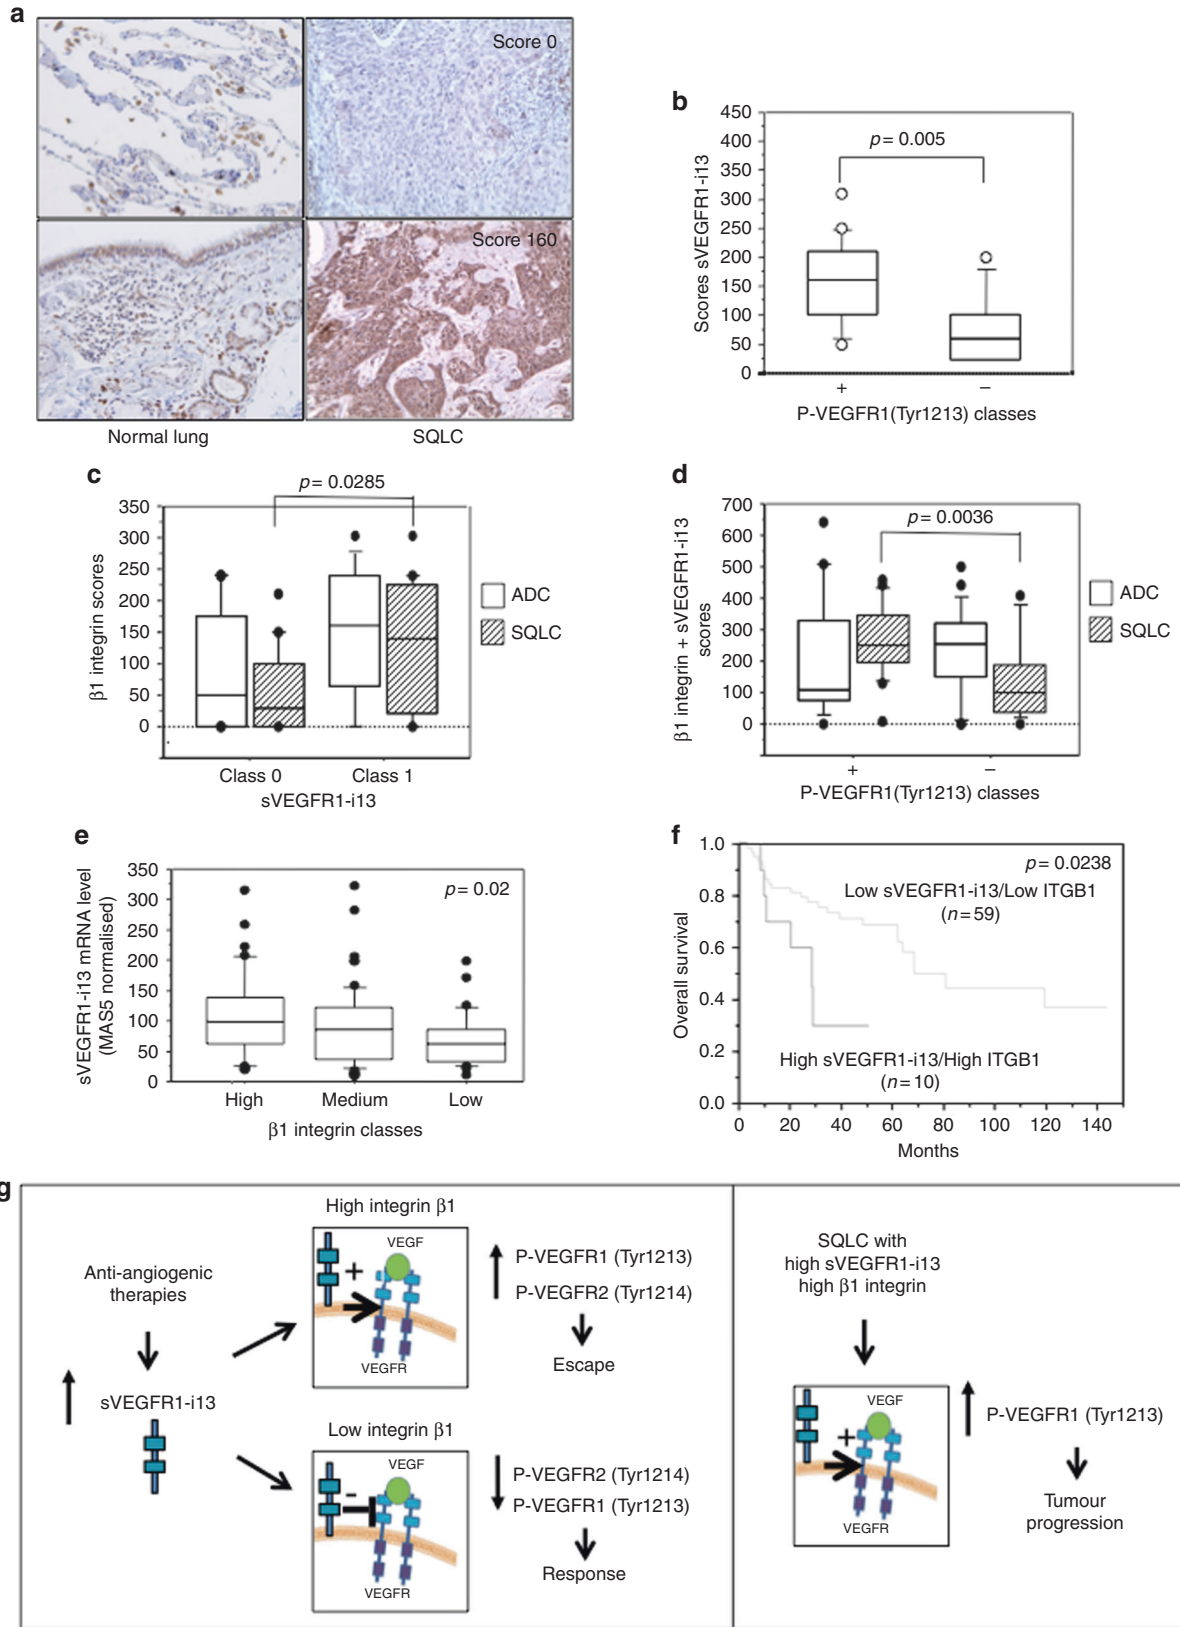 a
Score 0
Score 160
Normal lung
SQLC
b
Scores sVEGFR1-i13
450
400
350
300
250
200
150
100
50
0
p = 0.005
+
–
P-VEGFR1(Tyr1213) classes
c
β1 integrin scores
350
300
250
200
150
100
50
0
p = 0.0285
ADC
SQLC
Class 0
Class 1
sVEGFR1-i13
d
β1 integrin + sVEGFR1-i13
scores
700
600
500
400
300
200
100
0
p = 0.0036
ADC
SQLC
+
–
P-VEGFR1(Tyr1213) classes
e
sVEGFR1-i13 mRNA level
(MAS5 normalised)
350
300
250
200
150
100
50
0
p = 0.02
High
Medium
Low
β1 integrin classes
f
Overall survival
1.0
0.8
0.6
0.4
0.2
0.0
p = 0.0238
Low sVEGFR1-i13/Low ITGB1
(n = 59)
High sVEGFR1-i13/High ITGB1
(n = 10)
0 20 40 60 80 100 120 140
Months
g
Anti-angiogenic
therapies
sVEGFR1-i13
High integrin β1
VEGF
+
VEGFR
P-VEGFR1 (Tyr1213)
P-VEGFR2 (Tyr1214)
Escape
Low integrin β1
VEGF
-
VEGFR
P-VEGFR2 (Tyr1214)
P-VEGFR1 (Tyr1213)
Response
SQLC with
high sVEGFR1-i13
high β1 integrin
VEGF
+
VEGFR
P-VEGFR1 (Tyr1213)
Tumour
progression